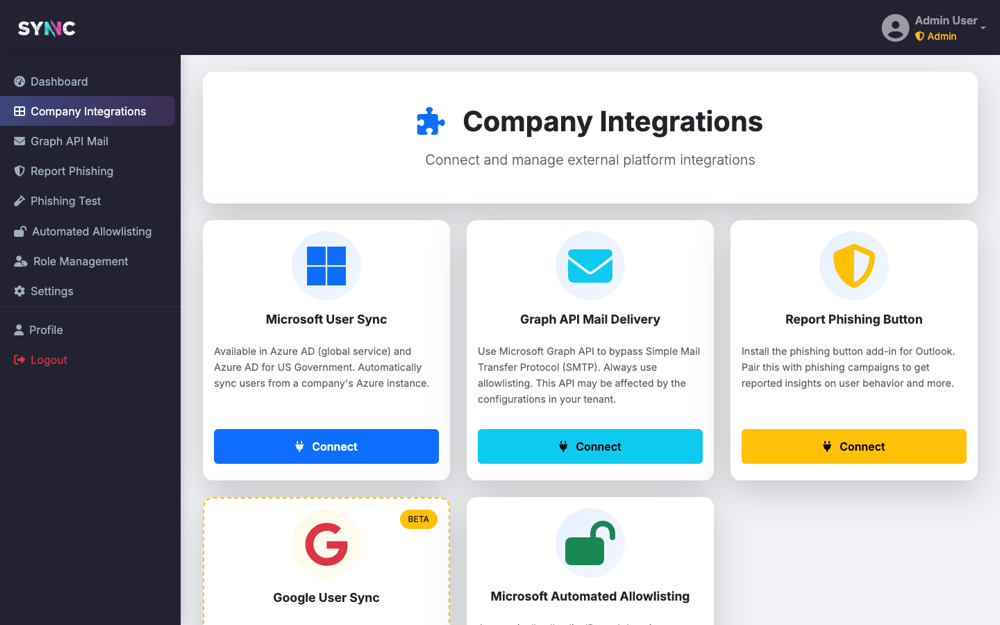 SYNC
Admin User
Admin
Dashboard
Company Integrations
Graph API Mail
Report Phishing
Phishing Test
Automated Allowlisting
Role Management
Settings
Profile
Logout
Company Integrations
Connect and manage external platform integrations
Microsoft User Sync
Available in Azure AD (global service) and
Azure AD for US Government. Automatically
sync users from a company's Azure instance.
Connect
Graph API Mail Delivery
Use Microsoft Graph API to bypass Simple Mail
Transfer Protocol (SMTP). Always use
allowlisting. This API may be affected by the
configurations in your tenant.
Connect
Report Phishing Button
Install the phishing button add-in for Outlook.
Pair this with phishing campaigns to get
reported insights on user behavior and more.
Connect
BETA
Google User Sync
Microsoft Automated Allowlisting